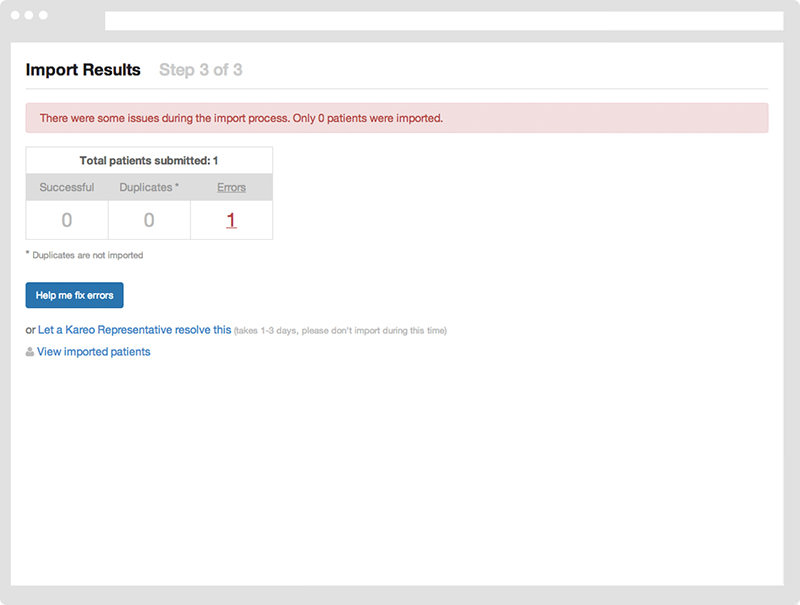 Import Results Step 3 of 3
There were some issues during the import process. Only 0 patients were imported.
Total patients submitted: 1
Successful Duplicates * Errors
0 0 1
* Duplicates are not imported
Help me fix errors
or Let a Kareo Representative resolve this (takes 1-3 days, please don't import during this time)
View imported patients